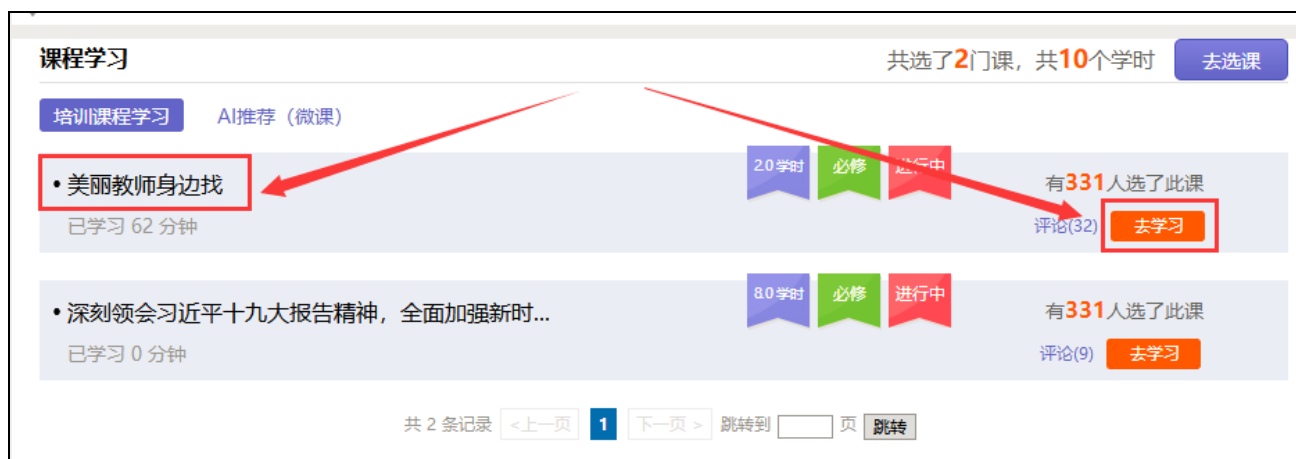 课程学习 共选了2门课，共10个学时 去选课
培训课程学习 AI推荐（微课）
• 美丽教师身边找 2.0学时 必修 进行中 有331人选了此课
已学习 62 分钟 评论(32) 去学习
• 深刻领会习近平十九大报告精神，全面加强新时... 8.0学时 必修 进行中 有331人选了此课
已学习 0 分钟 评论(9) 去学习
共 2 条记录 <上一页 1 下一页 > 跳转到 页 跳转